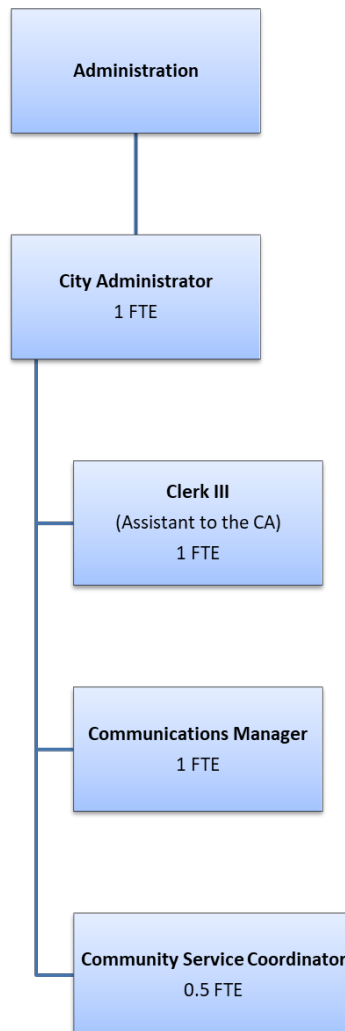 Administration
City Administrator
1 FTE
Clerk III
(Assistant to the CA)
1 FTE
Communications Manager
1 FTE
Community Service Coordinator
0.5 FTE